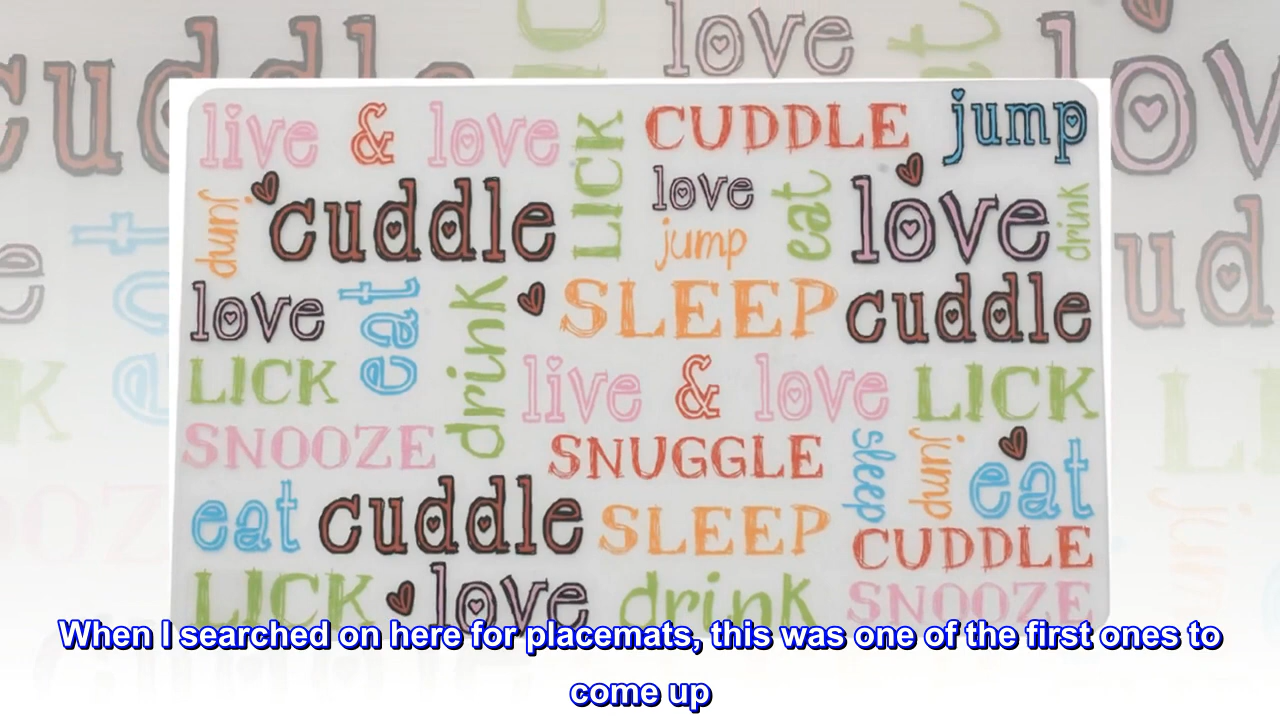 live & love LICK CUDDLE jump
jump cuddle love eat love drink
jump
love eat drink SLEEP cuddle
LICK live & love LICK
SNOOZE SNUGGLE sleep jump eat
eat cuddle SLEEP CUDDLE
LICK love drink SNOOZE
When I searched on here for placemats, this was one of the first ones to
come up